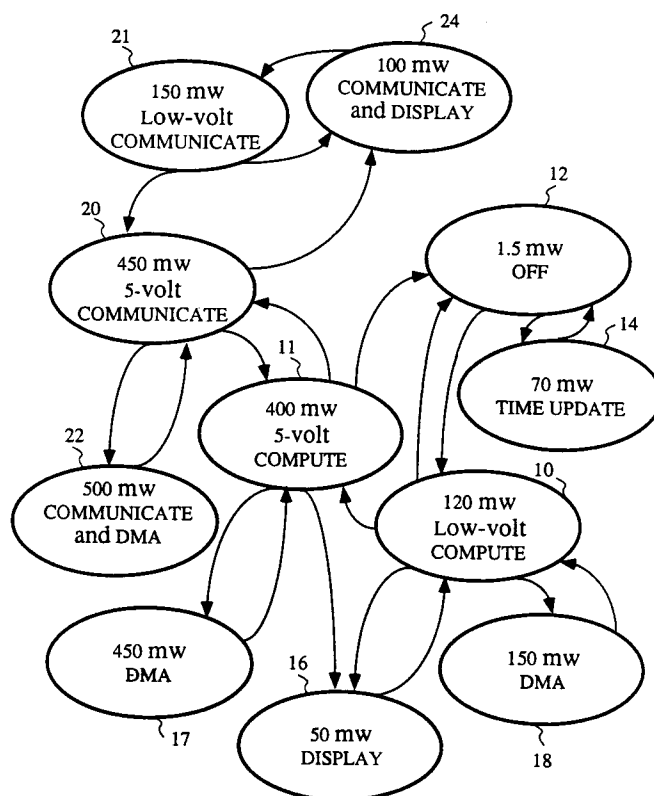 21
150 mw
Low-volt
COMMUNICATE
24
100 mw
COMMUNICATE
and DISPLAY
20
450 mw
5-volt
COMMUNICATE
12
1.5 mw
OFF
14
70 mw
TIME UPDATE
11
400 mw
5-volt
COMPUTE
22
500 mw
COMMUNICATE
and DMA
10
120 mw
Low-volt
COMPUTE
450 mw
DMA
17
16
50 mw
DISPLAY
150 mw
DMA
18